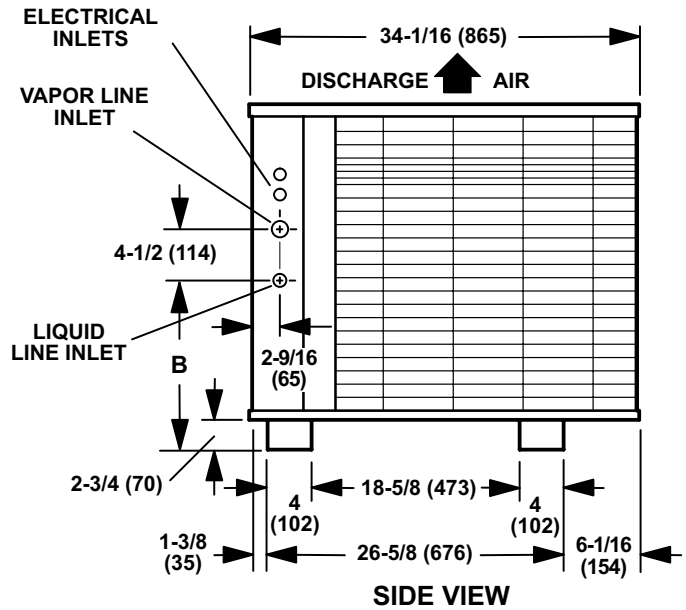 ELECTRICAL
INLETS
34-1/16 (865)
DISCHARGE AIR
VAPOR LINE
INLET
4-1/2 (114)
LIQUID
LINE INLET
B
2-9/16
(65)
2-3/4 (70)
4
(102)
18-5/8 (473)
4
(102)
1-3/8
(35)
26-5/8 (676)
6-1/16
(154)
SIDE VIEW